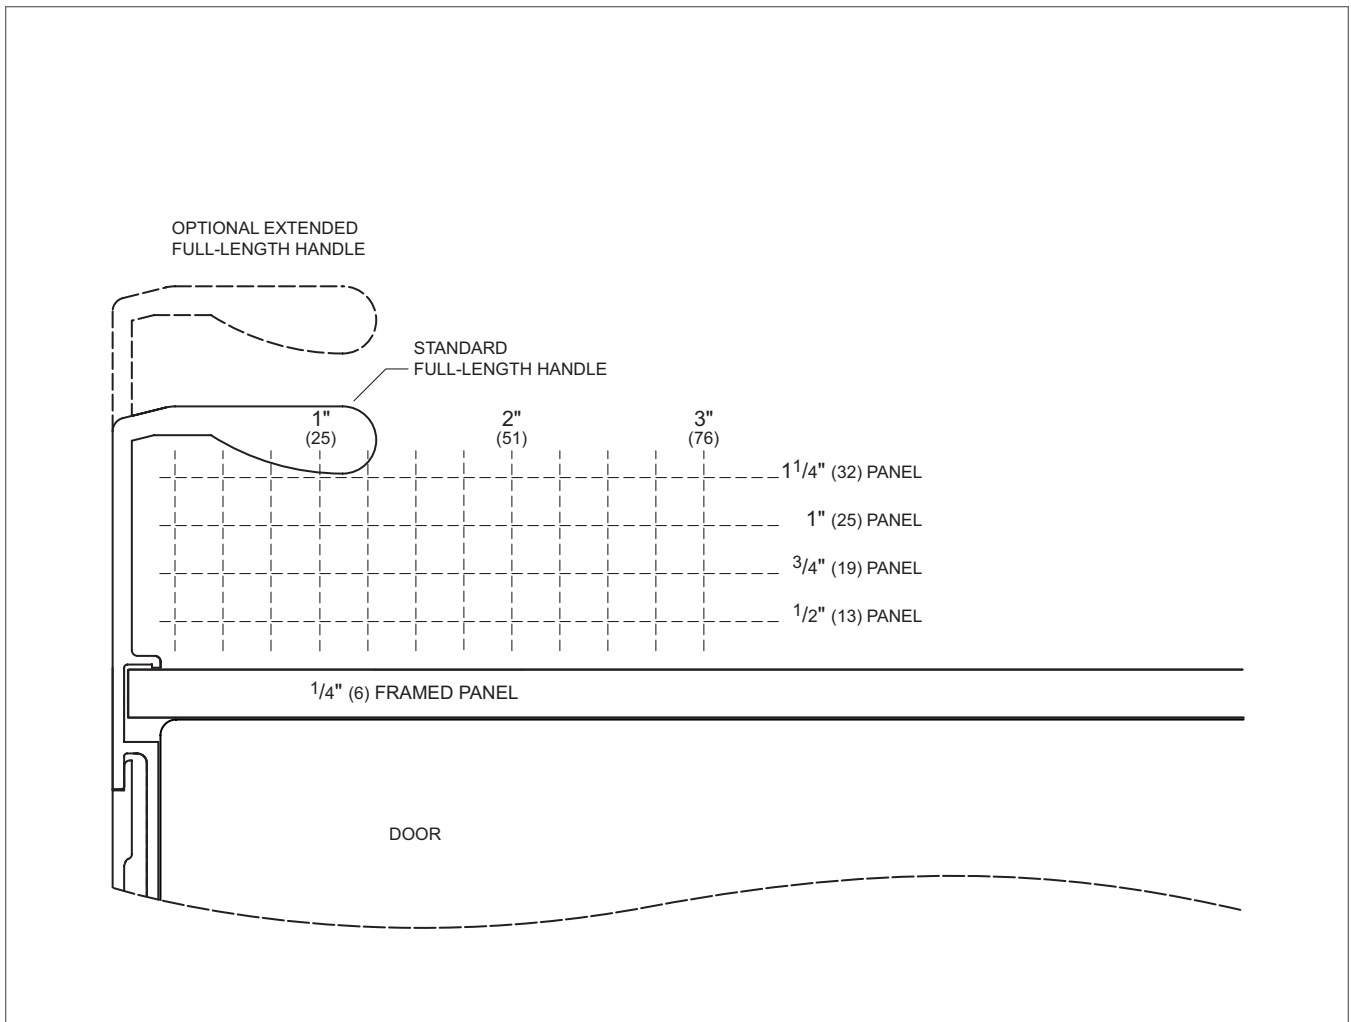 OPTIONAL EXTENDED
FULL-LENGTH HANDLE
STANDARD
FULL-LENGTH HANDLE
1" 2" 3"
(25) (51) (76)
1 1/4" (32) PANEL
1" (25) PANEL
3/4" (19) PANEL
1/2" (13) PANEL
1/4" (6) FRAMED PANEL
DOOR